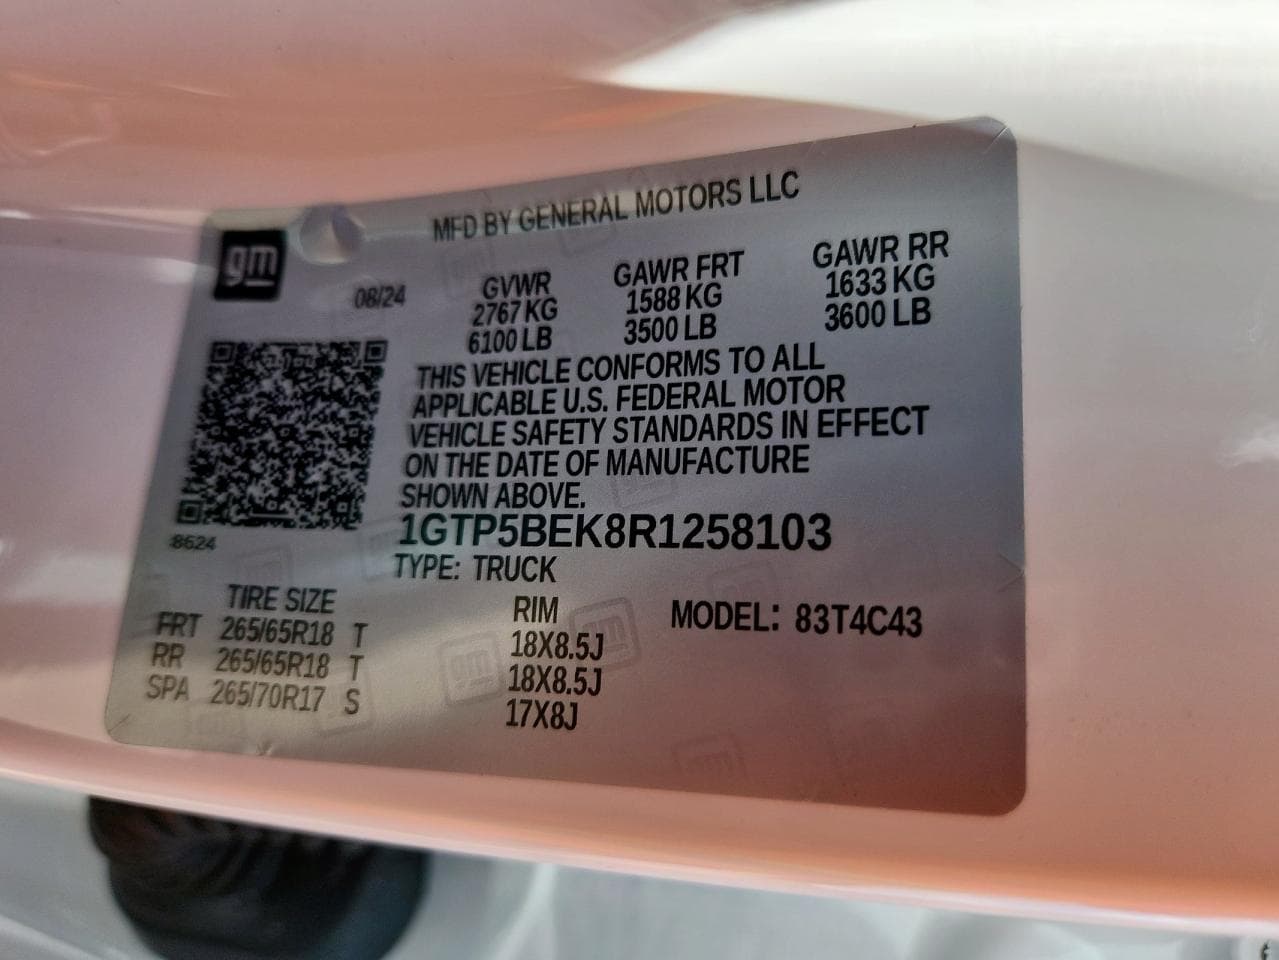 MFD BY GENERAL MOTORS LLC
gm
08/24
GVWR
2767 KG
6100 LB
GAWR FRT
1588 KG
3500 LB
GAWR RR
1633 KG
3600 LB
THIS VEHICLE CONFORMS TO ALL
APPLICABLE U.S. FEDERAL MOTOR
VEHICLE SAFETY STANDARDS IN EFFECT
ON THE DATE OF MANUFACTURE
SHOWN ABOVE.
8624
1GTP5BEK8R1258103
TYPE: TRUCK
MODEL: 83T4C43
TIRE SIZE RIM
FRT 265/65R18 T 18X8.5J
RR 265/65R18 T 18X8.5J
SPA 265/70R17 S 17X8J